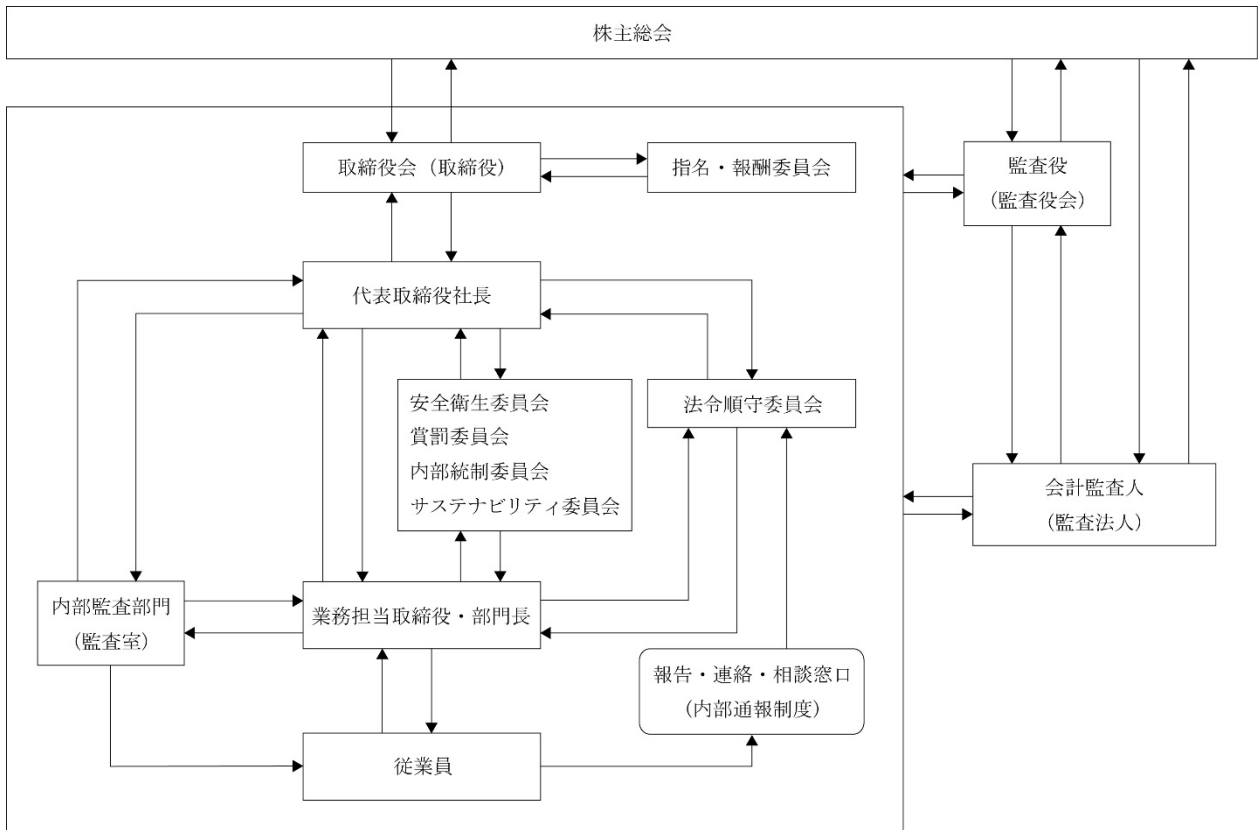 株主総会
取締役会（取締役）
指名・報酬委員会
監査役
（監査役会）
代表取締役社長
安全衛生委員会
賞罰委員会
内部統制委員会
サステナビリティ委員会
法令順守委員会
会計監査人
（監査法人）
内部監査部門
（監査室）
業務担当取締役・部門長
報告・連絡・相談窓口
（内部通報制度）
従業員